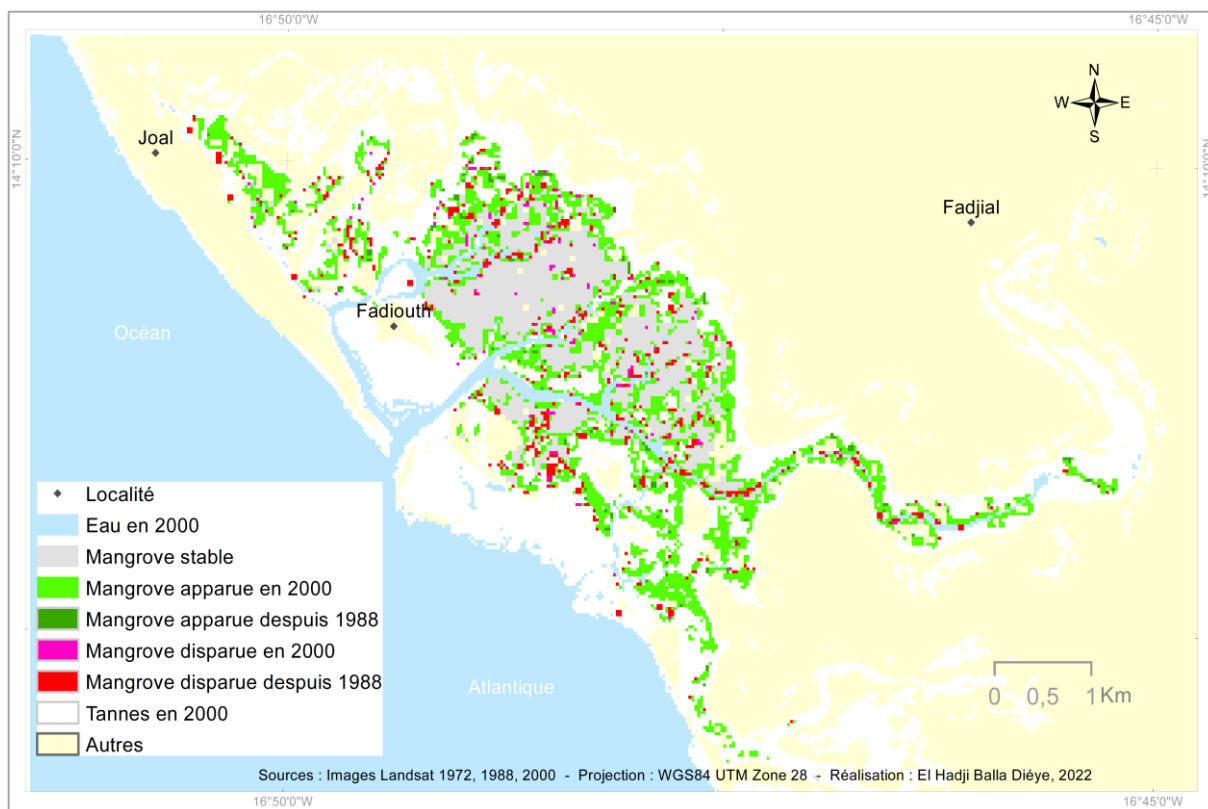 16°50'0"W
16°45'0"W
14°10'0"N
14°10'0"N
N
W E
S
Joal
Fadjial
Fadiouth
Océan
Atlantique
Localité
Eau en 2000
Mangrove stable
Mangrove apparue en 2000
Mangrove apparue despuis 1988
Mangrove disparue en 2000
Mangrove disparue despuis 1988
Tannes en 2000
Autres
0 0,5 1 Km
Sources : Images Landsat 1972, 1988, 2000 - Projection : WGS84 UTM Zone 28 - Réalisation : El Hadji Balla Diéye, 2022
16°50'0"W
16°45'0"W